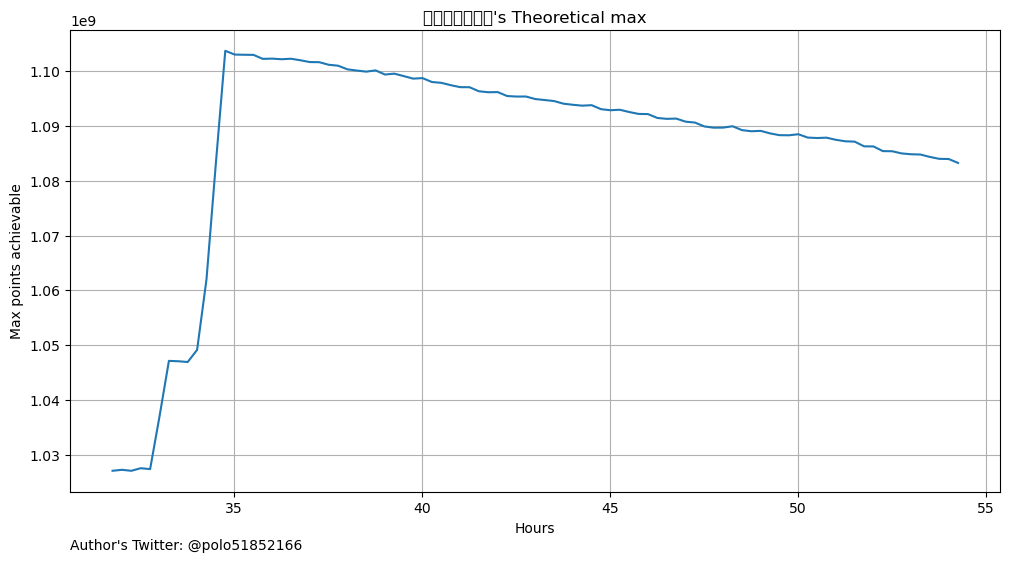 's Theoretical max
1e9
1.10
1.09
1.08
1.07
1.06
1.05
1.04
1.03
Max points achievable
35
40
45
50
55
Hours
Author's Twitter: @polo51852166